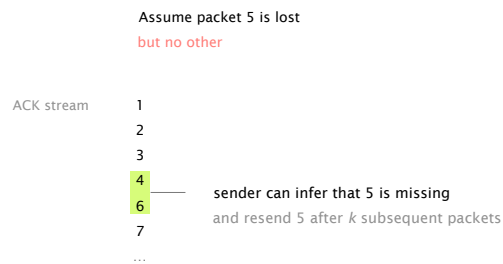 Assume packet 5 is lost
but no other
ACK stream 1
2
3
4
sender can infer that 5 is missing
6
and resend 5 after k subsequent packets
7
...